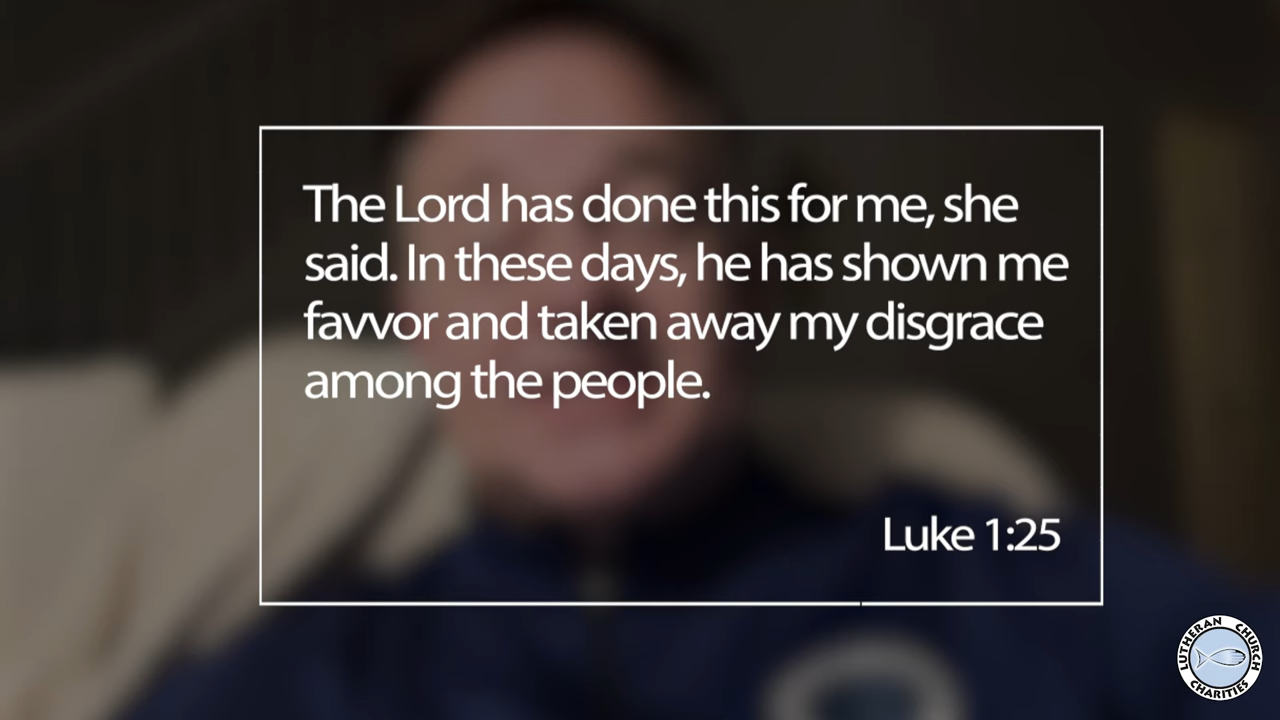 The Lord has done this for me, she
said. In these days, he has shown me
favvor and taken away my disgrace
among the people.
Luke 1:25
LUTHERAN CHURCH
CHARITIES